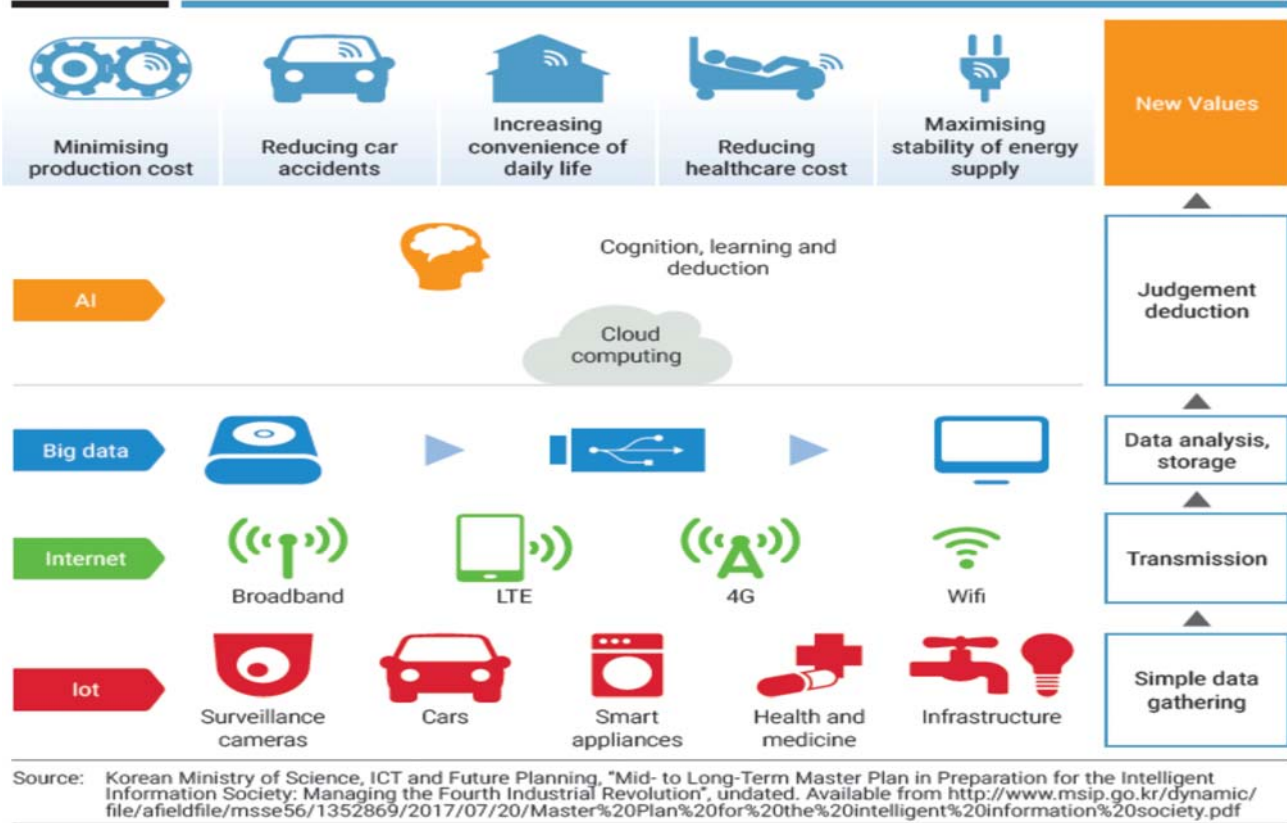 Minimising
production cost
Reducing car
accidents
Increasing
convenience of
daily life
Reducing
healthcare cost
Maximising
stability of energy
supply
New Values
AI
Cognition, learning and
deduction
Cloud
computing
Judgement
deduction
Big data
Data analysis,
storage
Internet
Broadband
LTE
4G
Wifi
Transmission
Iot
Surveillance
cameras
Cars
Smart
appliances
Health and
medicine
Infrastructure
Simple data
gathering
Source: Korean Ministry of Science, ICT and Future Planning, "Mid- to Long-Term Master Plan in Preparation for the Intelligent
Information Society: Managing the Fourth Industrial Revolution", undated. Available from http://www.msip.go.kr/dynamic/
file/afieldfile/msse56/1352869/2017/07/20/Master%20Plan%20for%20the%20intelligent%20information%20society.pdf